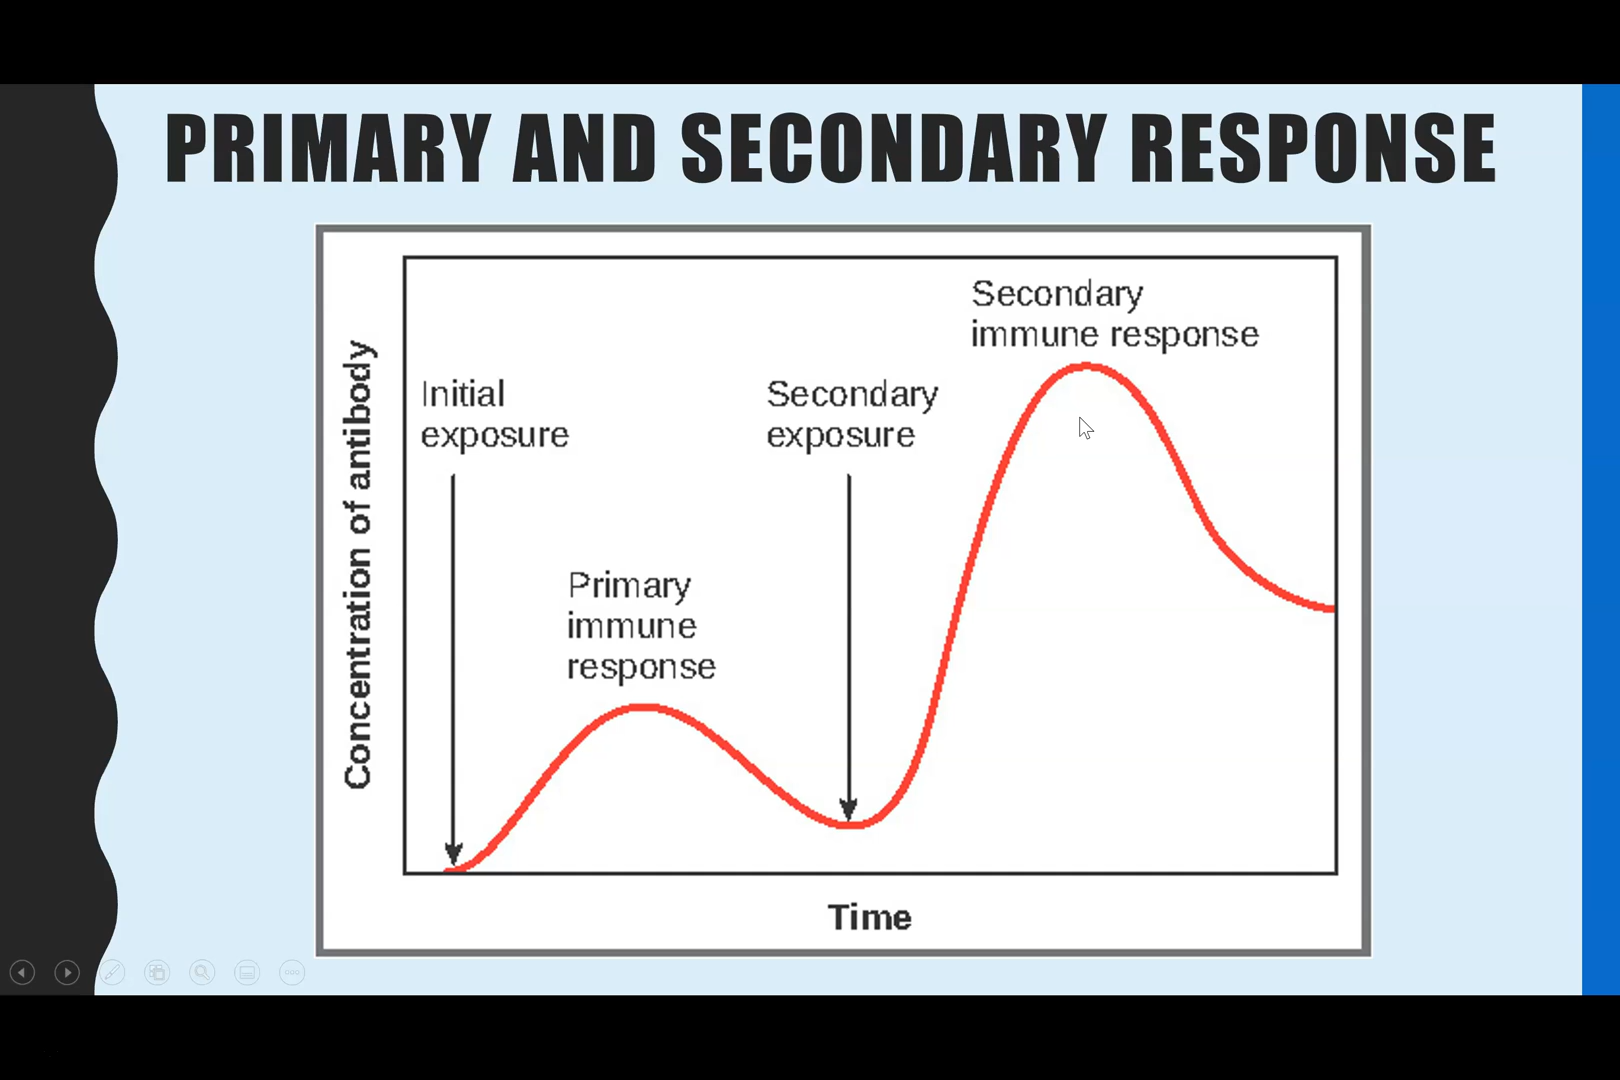 PRIMARY AND SECONDARY RESPONSE
Secondary
immune response
Initial
exposure
Secondary
exposure
Primary
immune
response
Concentration of antibody
Time